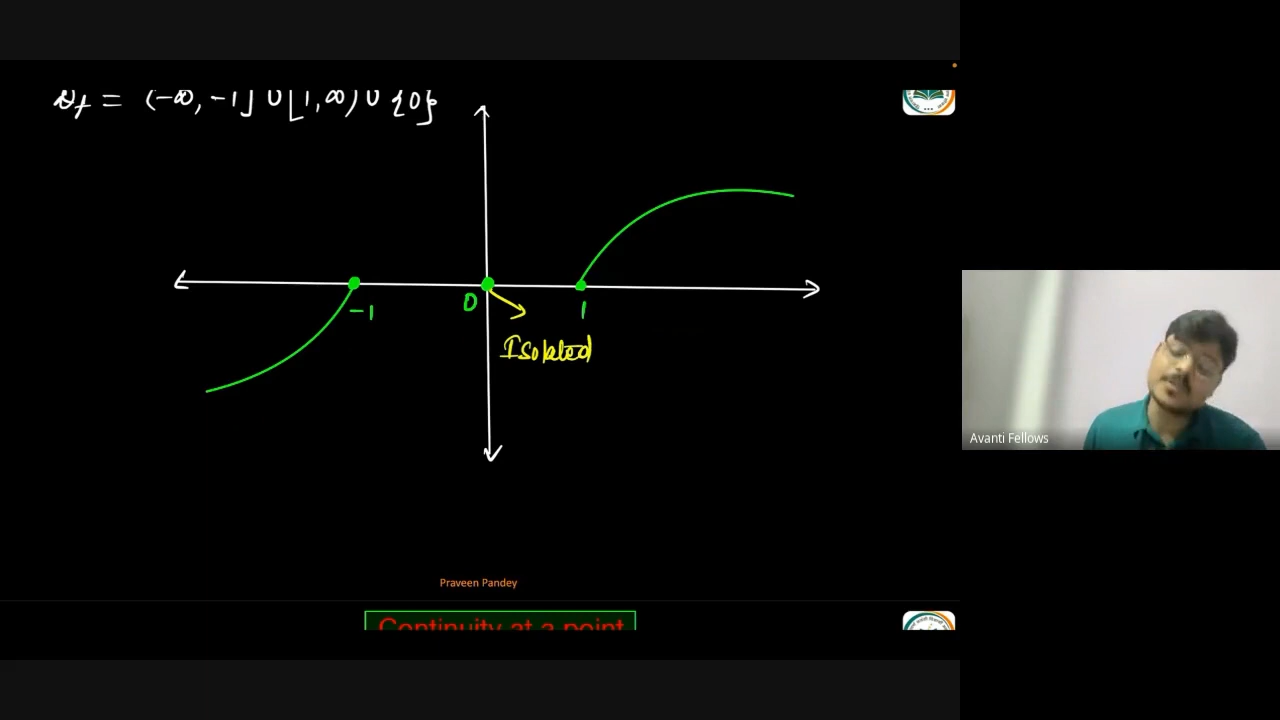 D_f = (-∞, -1] ∪ [1, ∞) ∪ {0}
-1 0 1
Isolated
Avanti Fellows
Praveen Pandey
Continuity at a point